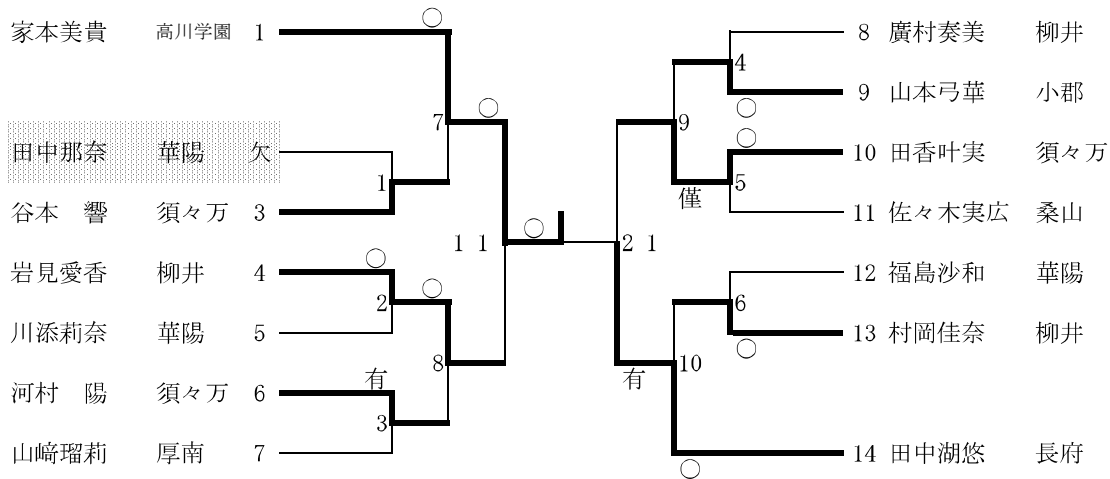 家本美貴 高川学園 1
田中那奈 華陽 欠
谷本 響 須々万 3
岩見愛香 柳井 4
川添莉奈 華陽 5
河村 陽 須々万 6
山﨑瑠莉 厚南 7
○
7
○
1
1 1
○
○
2
○
8
有
3
8 廣村奏美 柳井
9 山本弓華 小郡
10 田香叶実 須々万
11 佐々木実広 桑山
12 福島沙和 華陽
13 村岡佳奈 柳井
14 田中湖悠 長府
4
○
9
○
5
僅
2 1
6
○
10
有
○